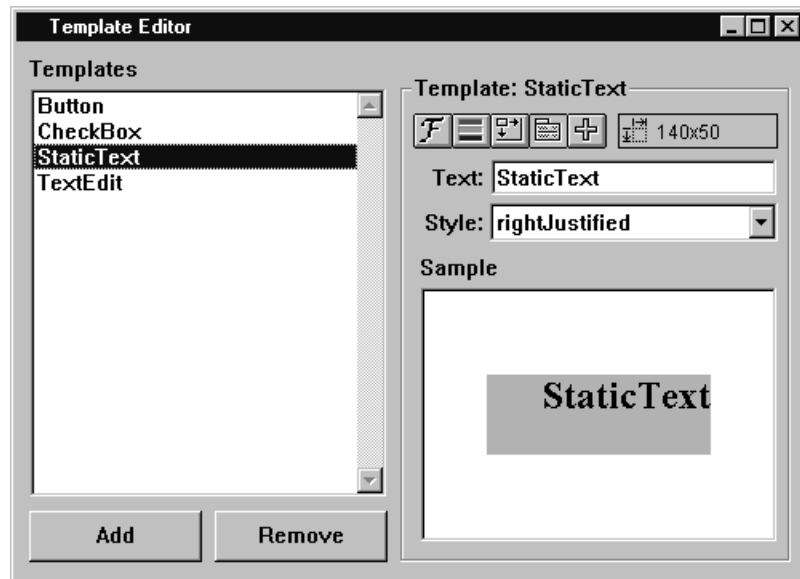 Template Editor
Templates
Button
CheckBox
StaticText
TextEdit
Add
Remove
Template: StaticText
F
140x50
Text: StaticText
Style: rightJustified
Sample
StaticText